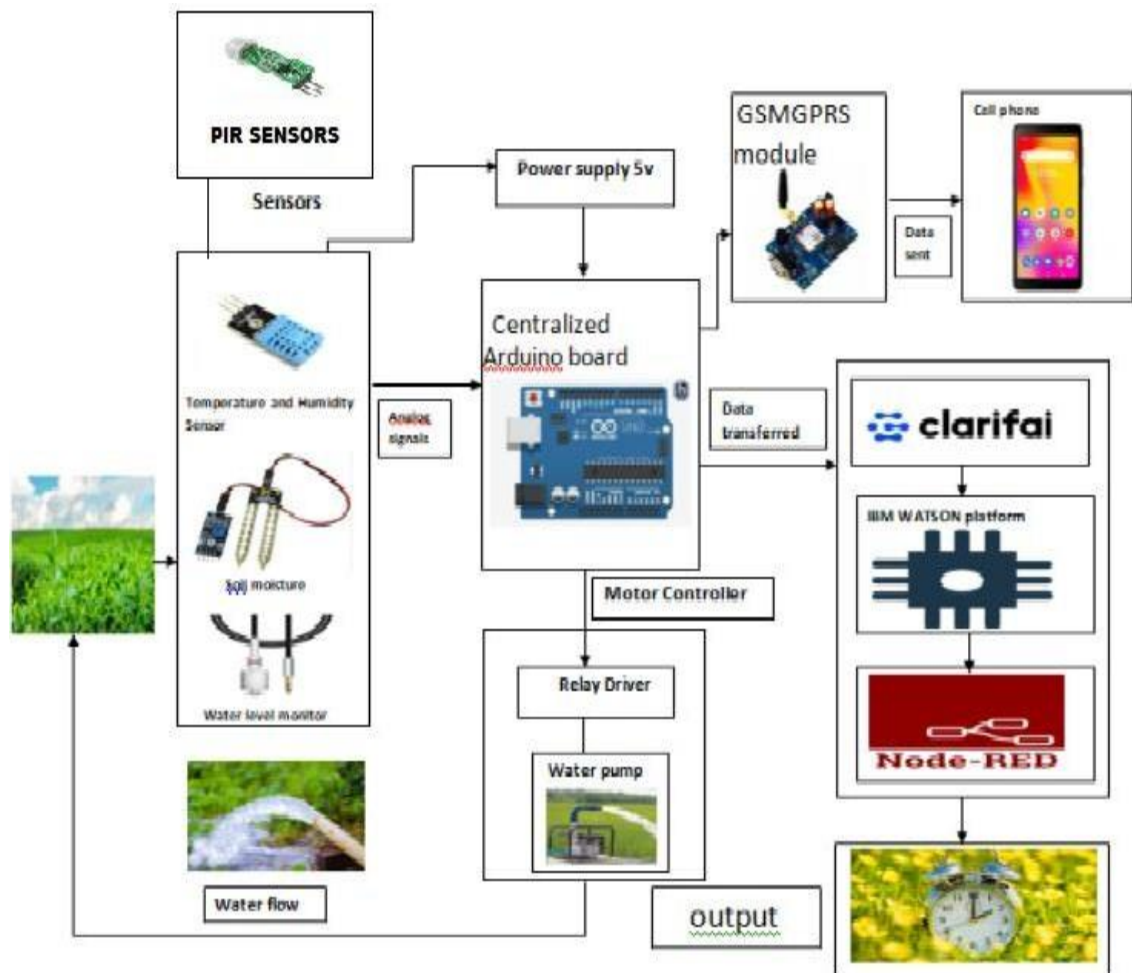 PIR SENSORS
Sensors
Power supply 5v
GSMGPRS
module
Cell phone
Data
sent
Centralized
Arduino board
Temperature and Humidity
Sensor
Analog
signals
Data
transferred
clarifai
IBM WATSON platform
Soil moisture
Motor Controller
Relay Driver
Water level monitor
Node-RED
Water pump
Water flow
output